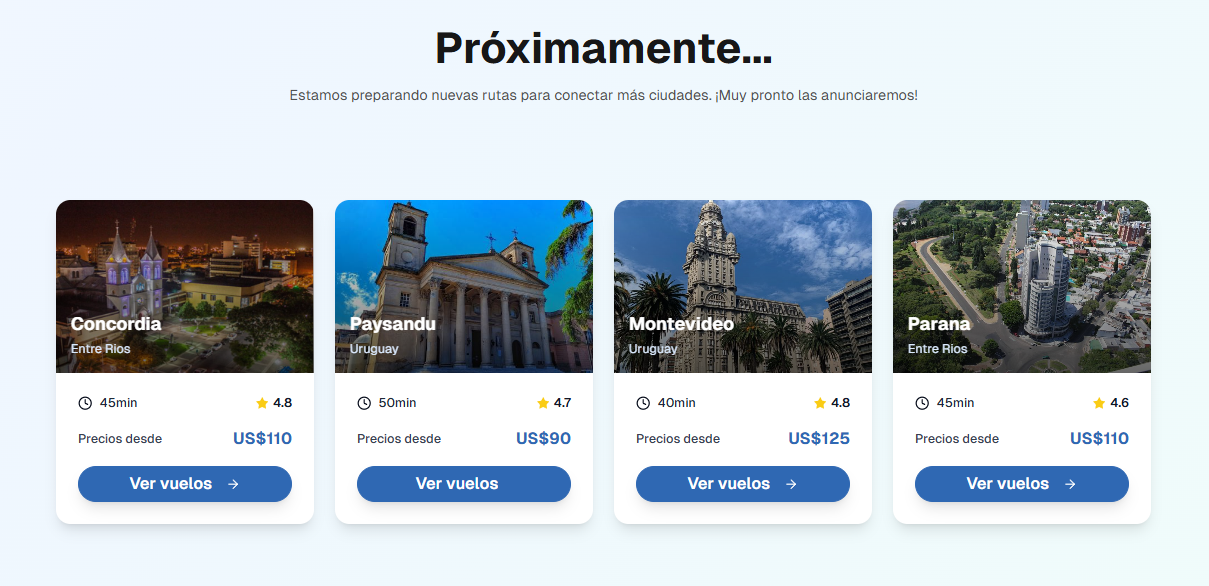 Próximamente...
Estamos preparando nuevas rutas para conectar más ciudades. ¡Muy pronto las anunciaremos!
Concordia
Entre Rios
45min
4.8
Precios desde
US$110
Ver vuelos →
Paysandu
Uruguay
50min
4.7
Precios desde
US$90
Ver vuelos
Montevideo
Uruguay
40min
4.8
Precios desde
US$125
Ver vuelos →
Parana
Entre Rios
45min
4.6
Precios desde
US$110
Ver vuelos →